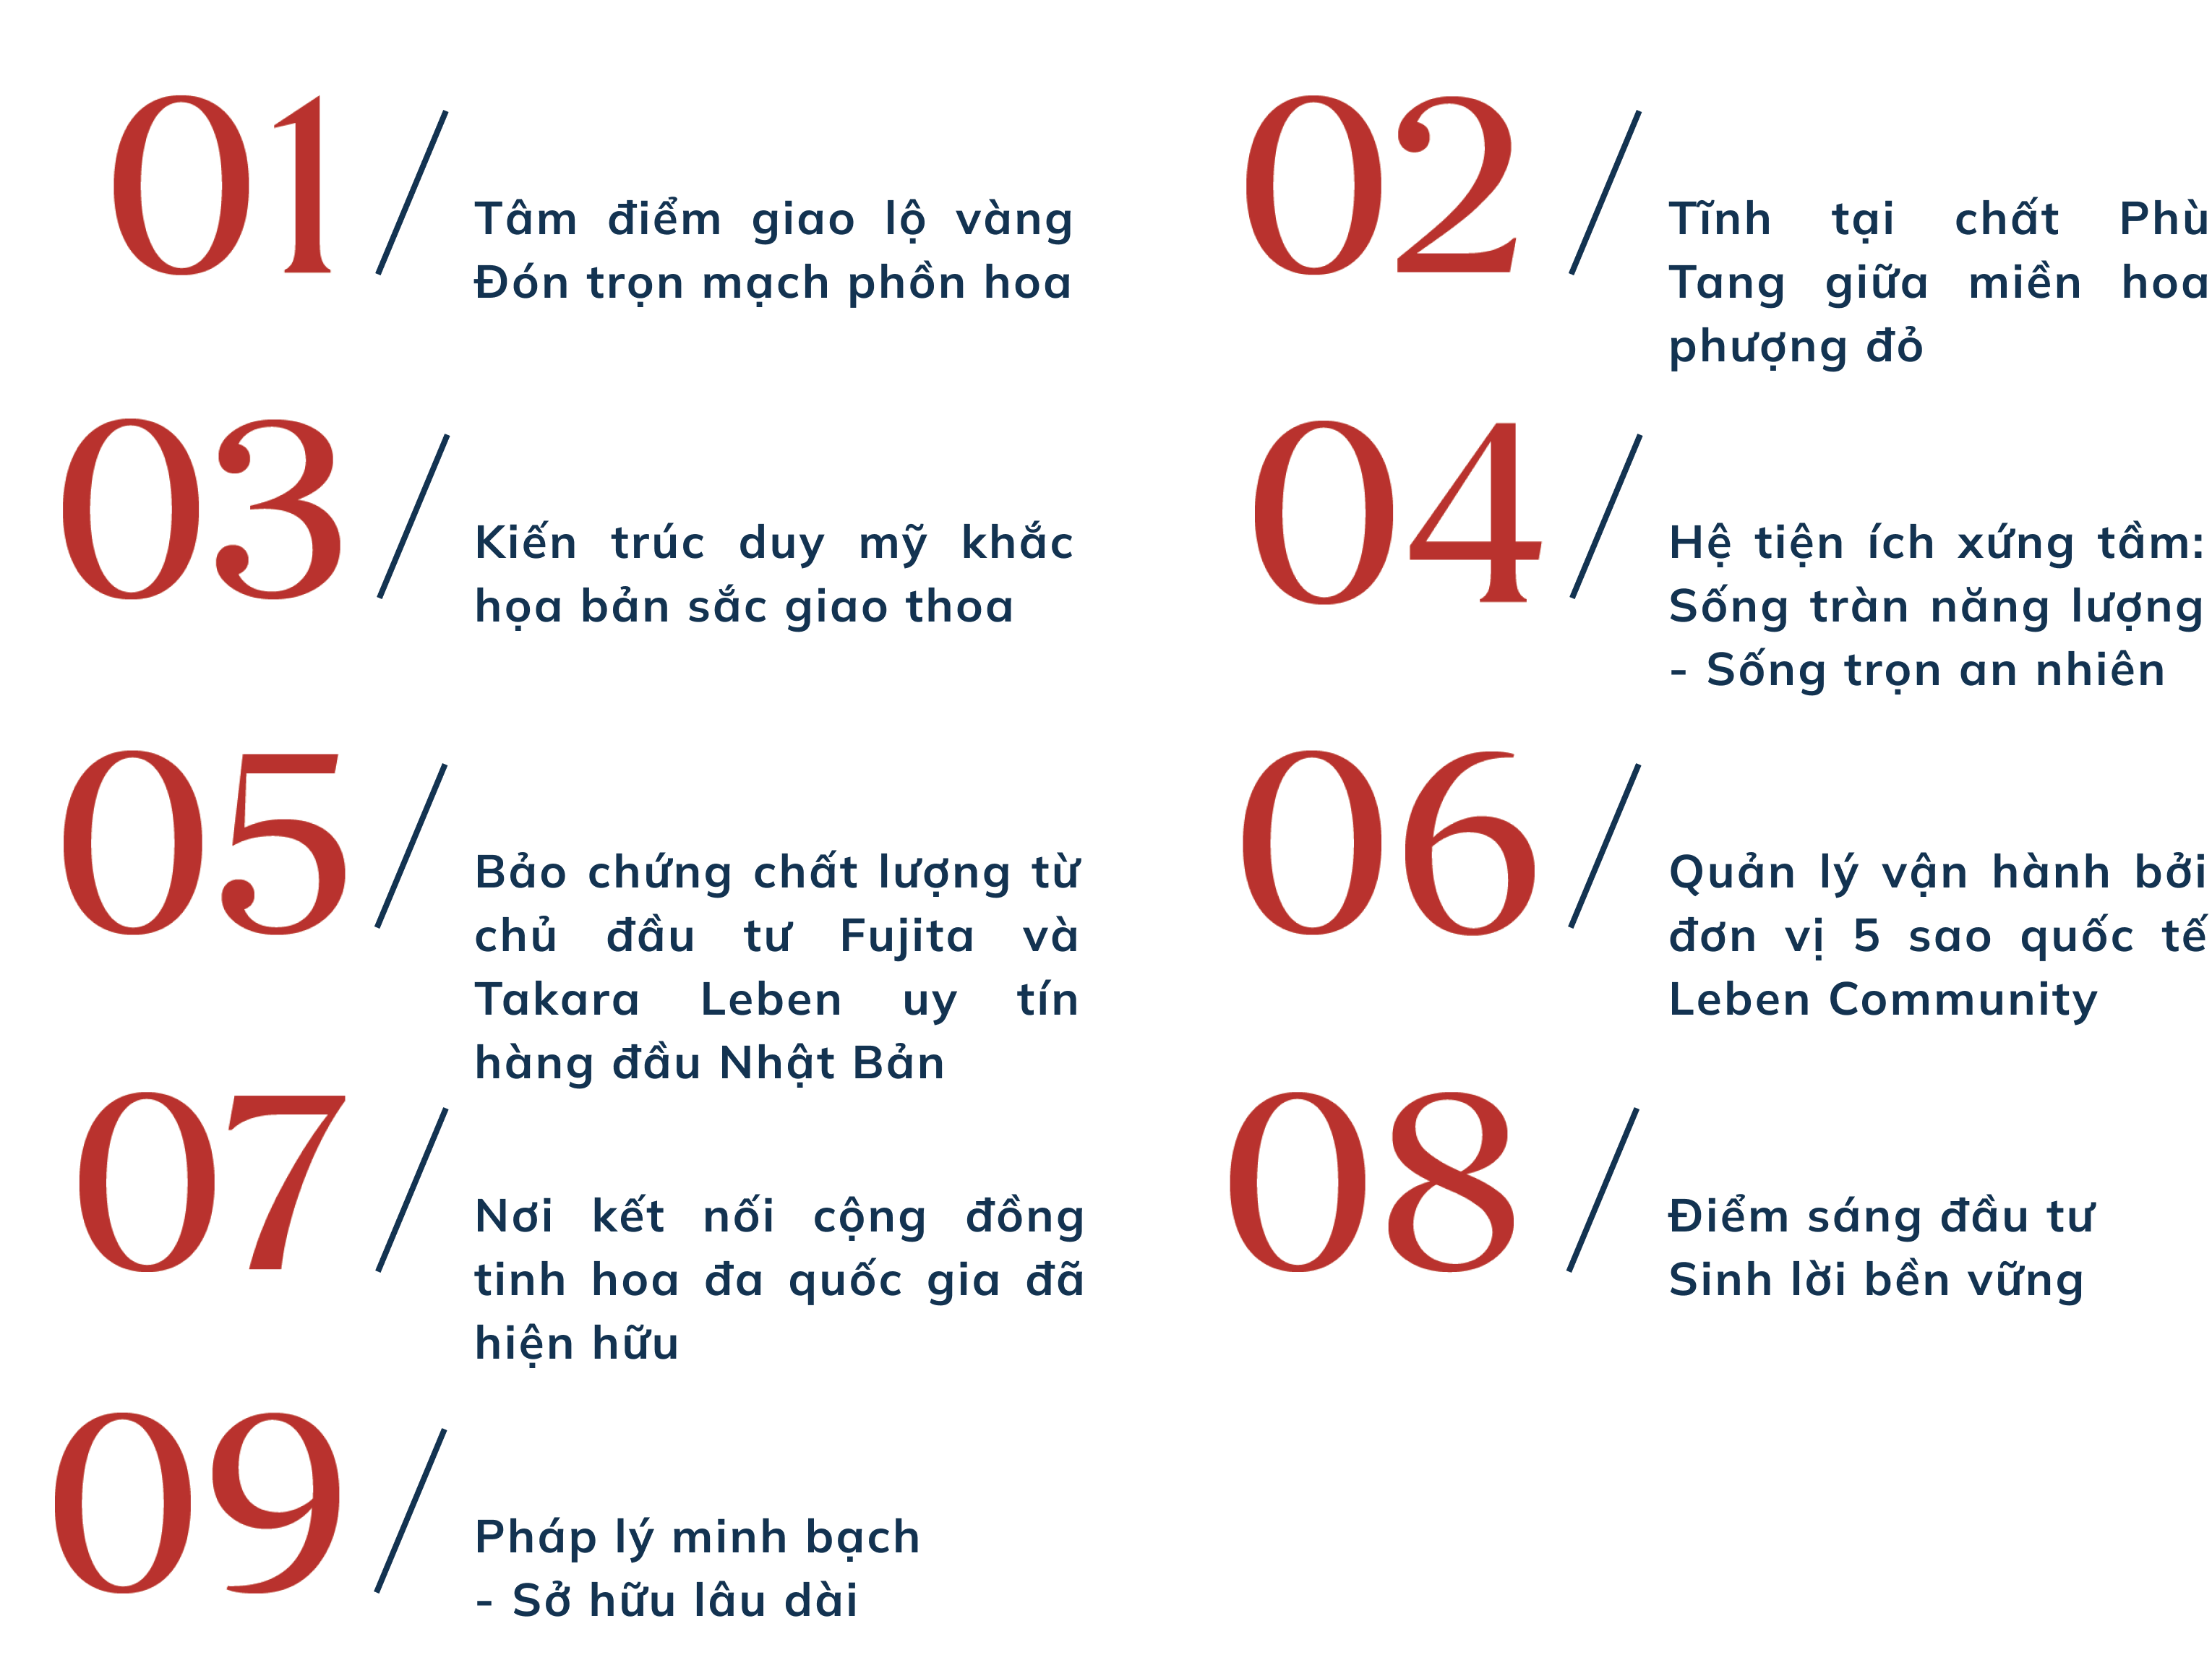 01
Tâm điểm giao lộ vàng
Đón trọn mạch phồn hoa
02
Tĩnh tại chất Phù
Tang giữa miền hoa
phượng đỏ
03
Kiến trúc duy mỹ khắc
họa bản sắc giao thoa
04
Hệ tiện ích xứng tầm:
Sống tràn năng lượng
- Sống trọn an nhiên
05
Bảo chứng chất lượng từ
chủ đầu tư Fujita và
Takara Leben uy tín
hàng đầu Nhật Bản
06
Quản lý vận hành bởi
đơn vị 5 sao quốc tế
Leben Community
07
Nơi kết nối cộng đồng
tinh hoa đa quốc gia đã
hiện hữu
08
Điểm sáng đầu tư
Sinh lời bền vững
09
Pháp lý minh bạch
- Sở hữu lâu dài